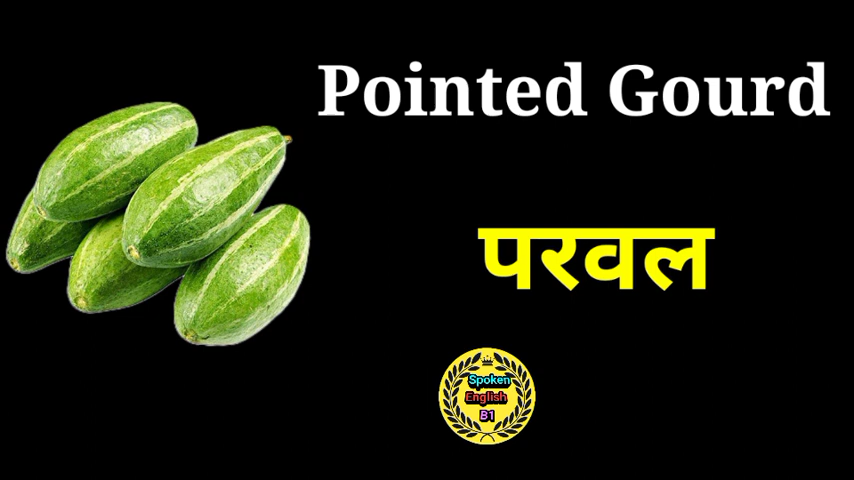 Pointed Gourd
परवल
Spoken
English
B1